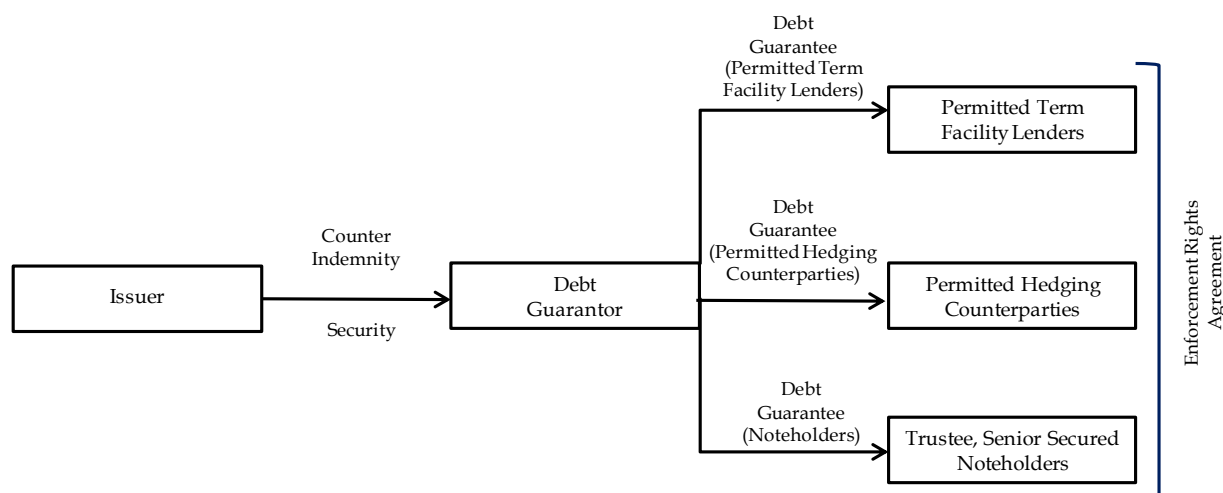 Issuer
Counter
Indemnity
Security
Debt
Guarantor
Debt
Guarantee
(Permitted Term
Facility Lenders)
Permitted Term
Facility Lenders
Debt
Guarantee
(Permitted Hedging
Counterparties)
Permitted Hedging
Counterparties
Debt
Guarantee
(Noteholders)
Trustee, Senior Secured
Noteholders
Enforcement Rights
Agreement